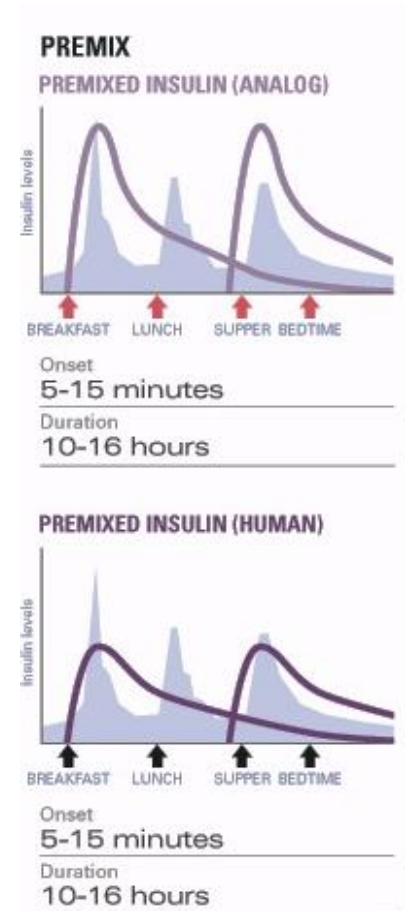 PREMIX
PREMIXED INSULIN (ANALOG)
Insulin levels
BREAKFAST LUNCH SUPPER BEDTIME
Onset
5-15 minutes
Duration
10-16 hours
PREMIXED INSULIN (HUMAN)
Insulin levels
BREAKFAST LUNCH SUPPER BEDTIME
Onset
5-15 minutes
Duration
10-16 hours